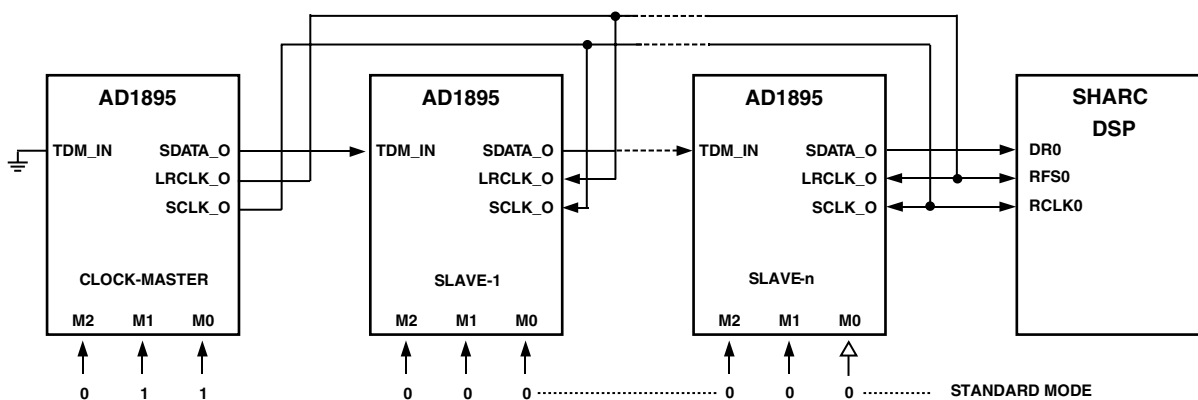 AD1895 AD1895 AD1895 SHARC
DSP
TDM_IN SDATA_O TDM_IN SDATA_O TDM_IN SDATA_O DR0
LRCLK_O LRCLK_O LRCLK_O RFS0
SCLK_O SCLK_O SCLK_O RCLK0
CLOCK-MASTER SLAVE-1 SLAVE-n
M2 M1 M0 M2 M1 M0 M2 M1 M0
0 1 1 0 0 0 0 0 0 STANDARD MODE